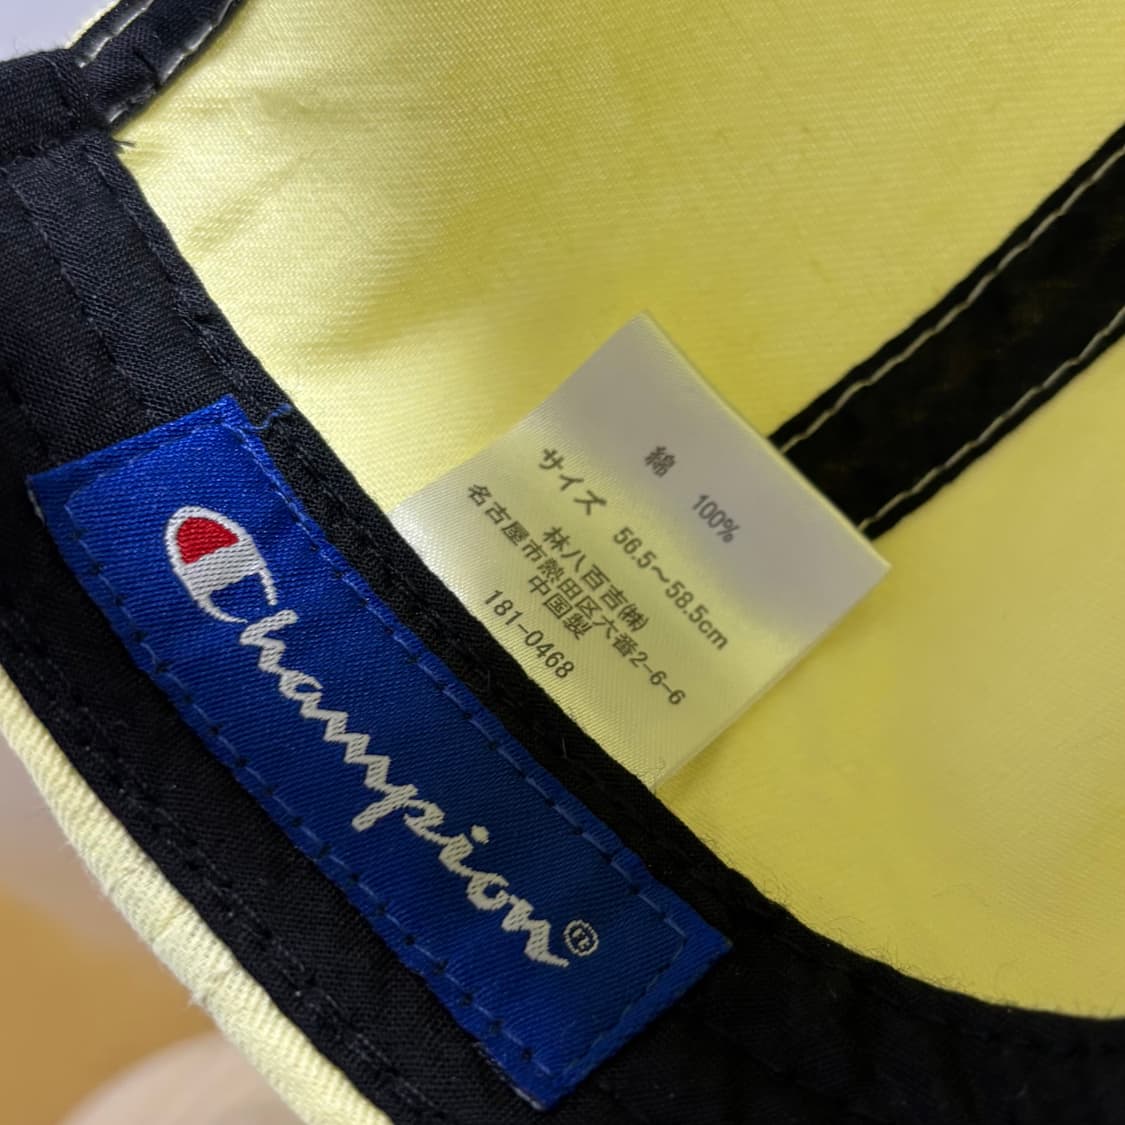 綿 100%
サイズ 56.5～58.5cm
林八百吉㈱
名古屋市熱田区六番2-6-6
中国製
181-0468
Champion®